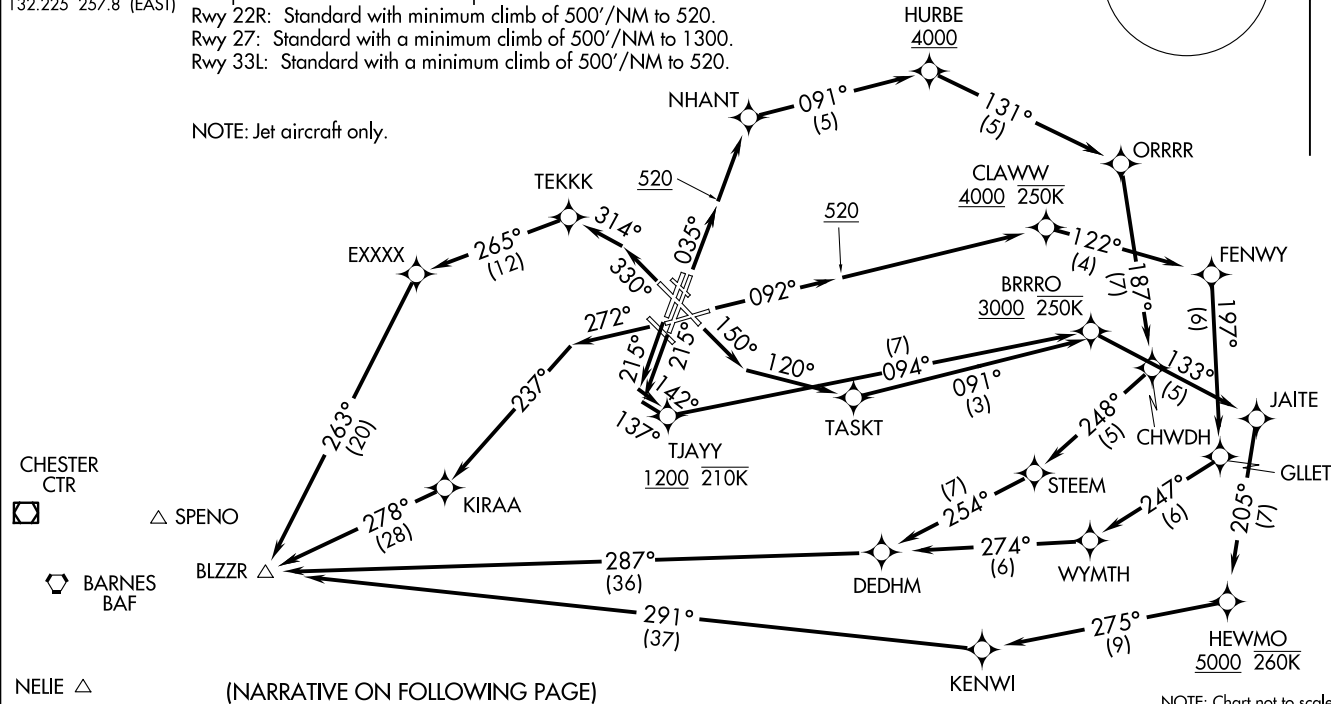 132.225 257.8 (EAST)
Rwy 22R: Standard with minimum climb of 500'/NM to 520.
Rwy 27: Standard with a minimum climb of 500'/NM to 1300.
Rwy 33L: Standard with a minimum climb of 500'/NM to 520.
NOTE: Jet aircraft only.
HURBE
4000
NHANT
091°
(5)
131°
(5)
ORRRR
TEKKK
520
CLAWW
4000 250K
520
314°
035°
EXXXX
265°
(12)
122°
(4)
187°
(7)
FENWY
330°
092°
BRRRO
3000 250K
197°
(6)
272°
150°
215°
215°
(7)
094°
120°
091°
(3)
133°
(5)
237°
142°
137°
TJAYY
1200 210K
TASKT
JAITE
263°
(20)
248°
(5)
CHWDH
GLLET
CHESTER
CTR
SPENO
KIRAA
278°
(28)
STEEM
(7)
254°
247°
(6)
205°
(7)
BARNES
BAF
BLZZR
287°
(36)
DEDHM
274°
(6)
WYMTH
291°
(37)
275°
(9)
HEWMO
5000 260K
KENWI
NELIE
(NARRATIVE ON FOLLOWING PAGE)
NOTE: Chart not to scale